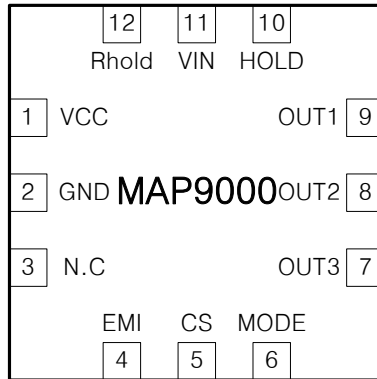 12 11 10
Rhold VIN HOLD
1 VCC OUT1 9
2 GND MAP9000 OUT2 8
3 N.C OUT3 7
EMI CS MODE
4 5 6